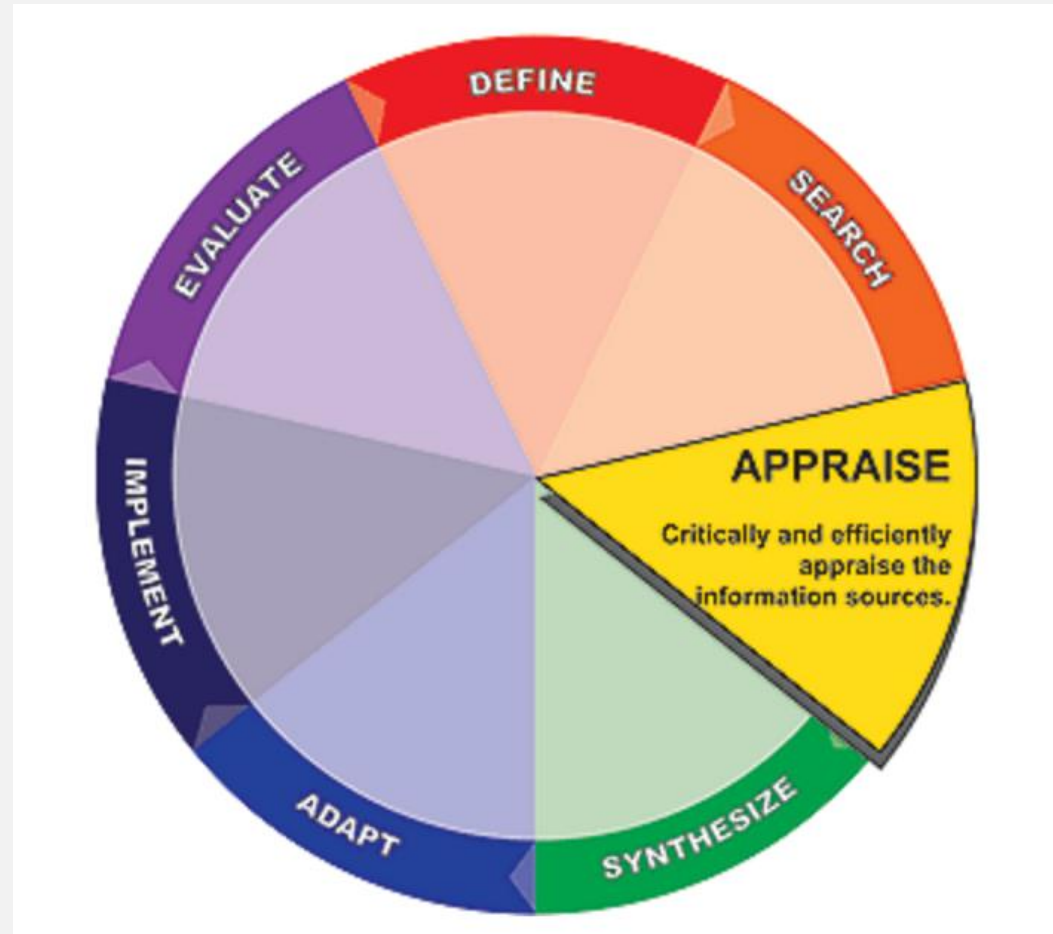 DEFINE
SEARCH
APPRAISE
Critically and efficiently
appraise the
information sources.
SYNTHESIZE
ADAPT
IMPLEMENT
EVALUATE